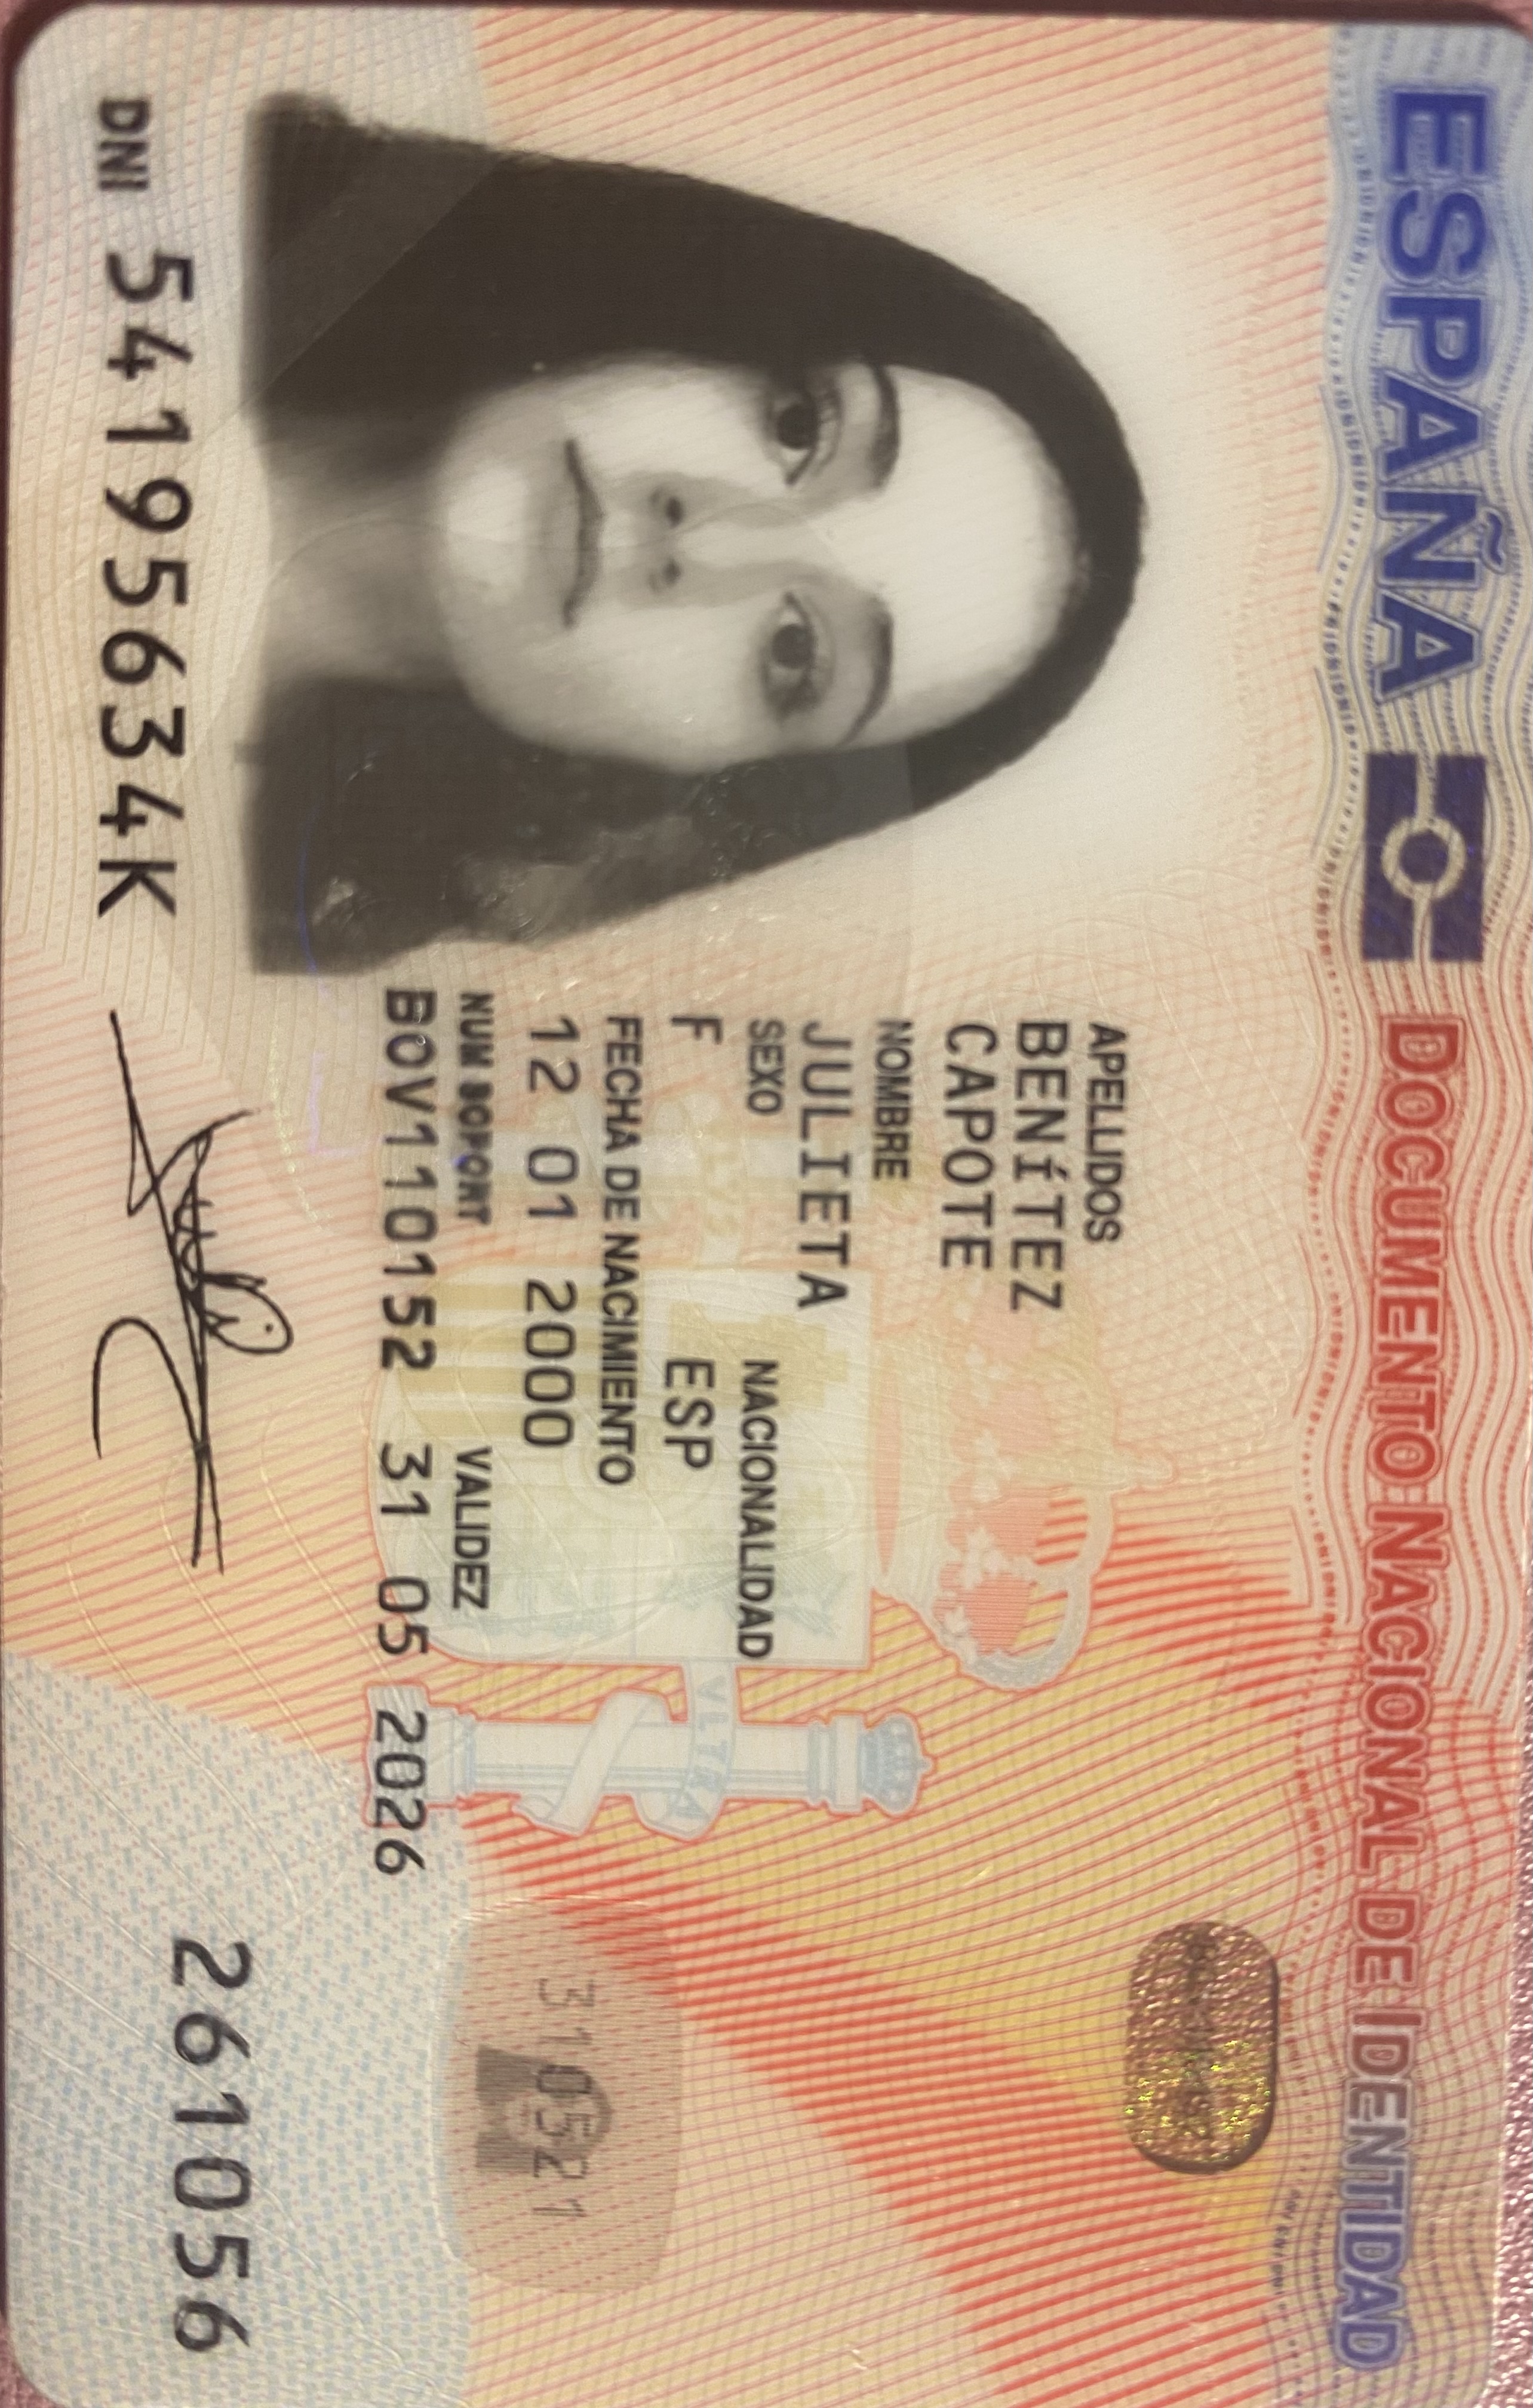 ESPAÑA DOCUMENTO NACIONAL DE IDENTIDAD
APELLIDOS
BENÍTEZ
CAPOTE
NOMBRE
JULIETA
SEXO NACIONALIDAD
F ESP
FECHA DE NACIMIENTO
12 01 2000
NUM SOPORT VALIDEZ
BOV110152 31 05 2026
310521
DNI 54195634K
261056
VLTRA